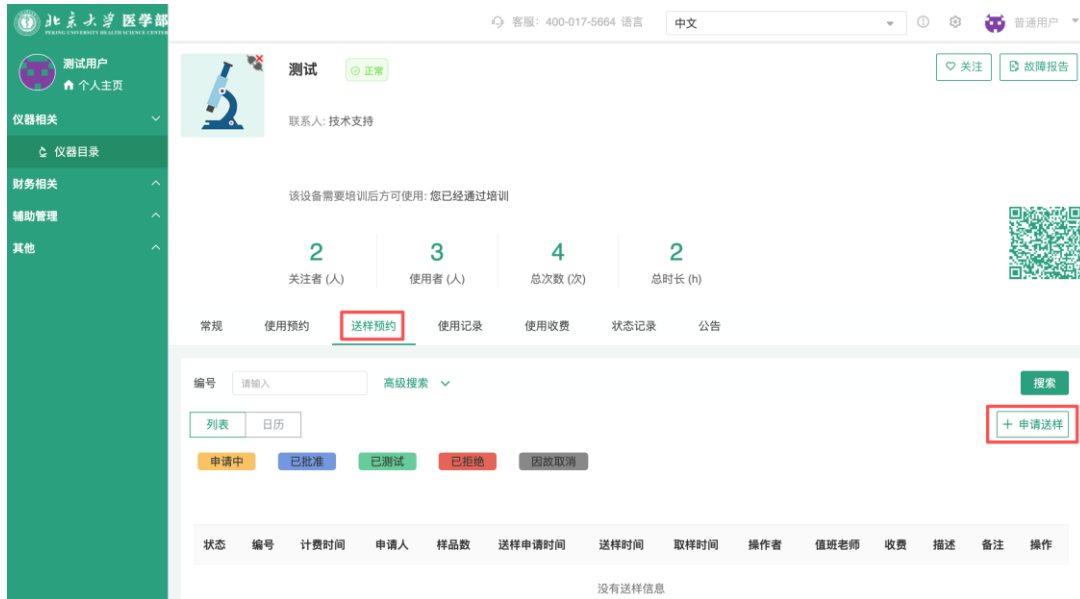 北京大学 医学部
PEKING UNIVERSITY HEALTH SCIENCE CENTER
客服：400-017-5664 语言 中文 普通用户
测试用户
个人主页
仪器相关
仪器目录
财务相关
辅助管理
其他
测试 正常 关注 故障报告
联系人: 技术支持
该设备需要培训后方可使用: 您已经通过培训
2 3 4 2
关注者 (人) 使用者 (人) 总次数 (次) 总时长 (h)
常规 使用预约 送样预约 使用记录 使用收费 状态记录 公告
编号 请输入 高级搜索 搜索
列表 日历 + 申请送样
申请中 已批准 已测试 已拒绝 因故取消
状态 编号 计费时间 申请人 样品数 送样申请时间 送样时间 取样时间 操作者 值班老师 收费 描述 备注 操作
没有送样信息